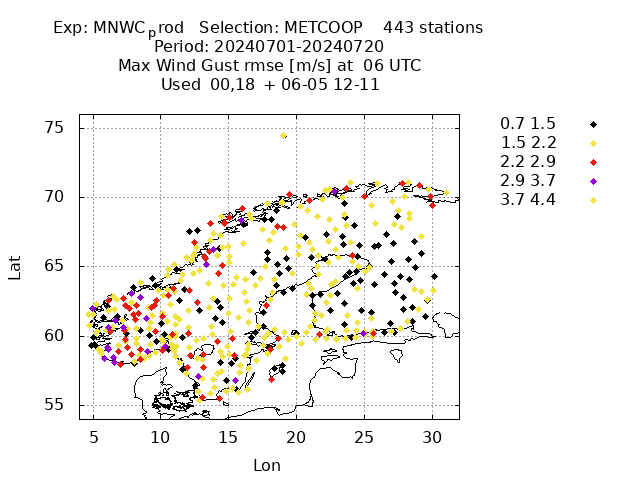 Exp: MNWC_prod   Selection: METCOOP    443 stations
Period: 20240701-20240720
Max Wind Gust rmse [m/s] at  06 UTC
Used  00,18  + 06-05 12-11
0.7 1.5
1.5 2.2
2.2 2.9
2.9 3.7
3.7 4.4
75
70
65
60
55
Lat
5 10 15 20 25 30
Lon